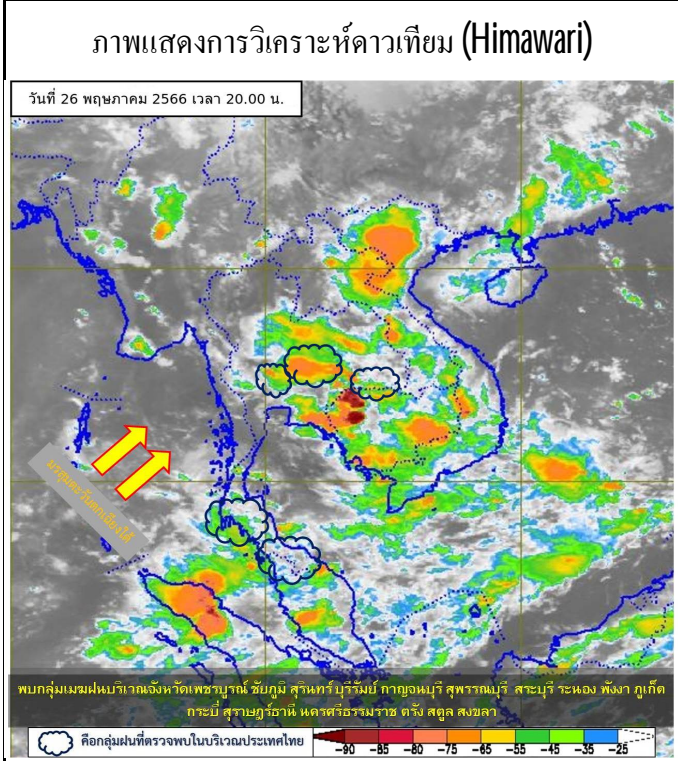 ภาพแสดงการวิเคราะห์ดาวเทียม (Himawari)
วันที่ 26 พฤษภาคม 2566 เวลา 20.00 น.
มรสุมตะวันตกเฉียงใต้
พบกลุ่มเมฆฝนบริเวณจังหวัดเพชรบูรณ์ ชัยภูมิ สุรินทร์ บุรีรัมย์ กาญจนบุรี สุพรรณบุรี สระบุรี ระนอง พังงา ภูเก็ต
กระบี่ สุราษฎร์ธานี นครศรีธรรมราช ตรัง สตูล สงขลา
คือกลุ่มฝนที่ตรวจพบในบริเวณประเทศไทย
-90 -85 -80 -75 -65 -55 -45 -35 -25